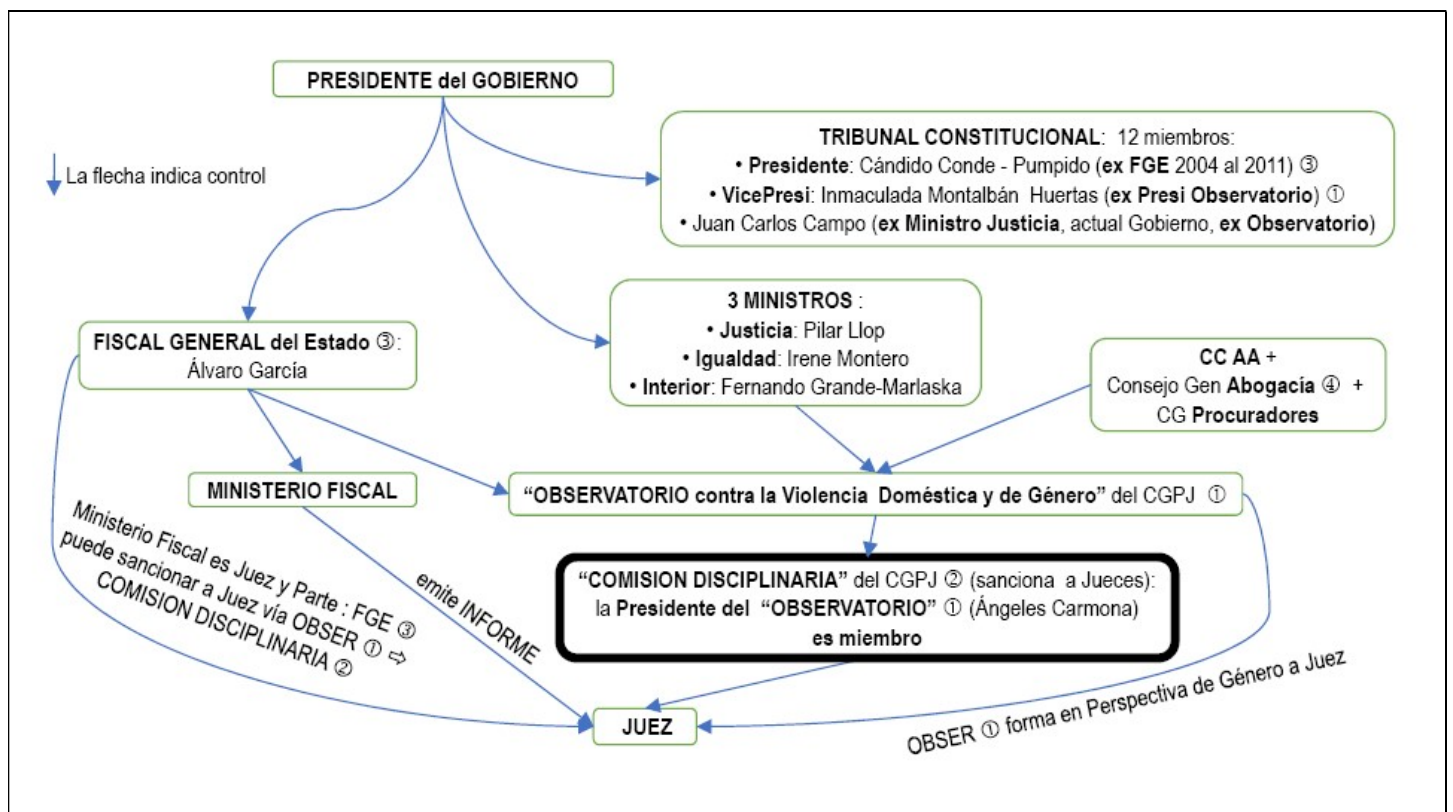 PRESIDENTE del GOBIERNO
La flecha indica control
TRIBUNAL CONSTITUCIONAL: 12 miembros:
• Presidente: Cándido Conde - Pumpido (ex FGE 2004 al 2011) ③
• VicePresi: Inmaculada Montalbán Huertas (ex Presi Observatorio) ①
• Juan Carlos Campo (ex Ministro Justicia, actual Gobierno, ex Observatorio)
3 MINISTROS :
• Justicia: Pilar Llop
• Igualdad: Irene Montero
• Interior: Fernando Grande-Marlaska
FISCAL GENERAL del Estado ③:
Álvaro García
CC AA +
Consejo Gen Abogacía ④ +
CG Procuradores
MINISTERIO FISCAL
“OBSERVATORIO contra la Violencia Doméstica y de Género” del CGPJ ①
Ministerio Fiscal es Juez y Parte : FGE ③
puede sancionar a Juez vía OBSER ① ⇨
COMISION DISCIPLINARIA ②
emite INFORME
“COMISION DISCIPLINARIA” del CGPJ ② (sanciona a Jueces):
la Presidente del “OBSERVATORIO” ① (Ángeles Carmona)
es miembro
OBSER ① forma en Perspectiva de Género a Juez
JUEZ